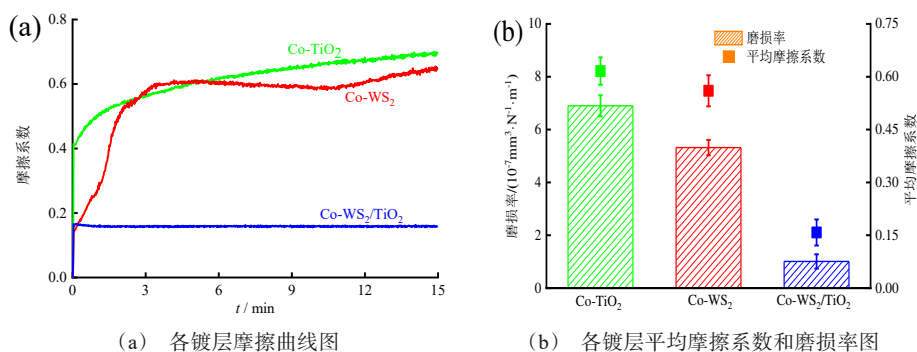 (a)
0.8
0.6
0.4
0.2
0.0
摩擦系数
Co-TiO₂
Co-WS₂
Co-WS₂/TiO₂
0
3
6
9
12
15
t / min
（a） 各镀层摩擦曲线图
(b)
10
8
6
4
2
0
磨损率/(10⁻⁷mm³·N⁻¹·m⁻¹)
磨损率
平均摩擦系数
0.75
0.60
0.45
0.30
0.15
0.00
平均摩擦系数
Co-TiO₂
Co-WS₂
Co-WS₂/TiO₂
（b） 各镀层平均摩擦系数和磨损率图